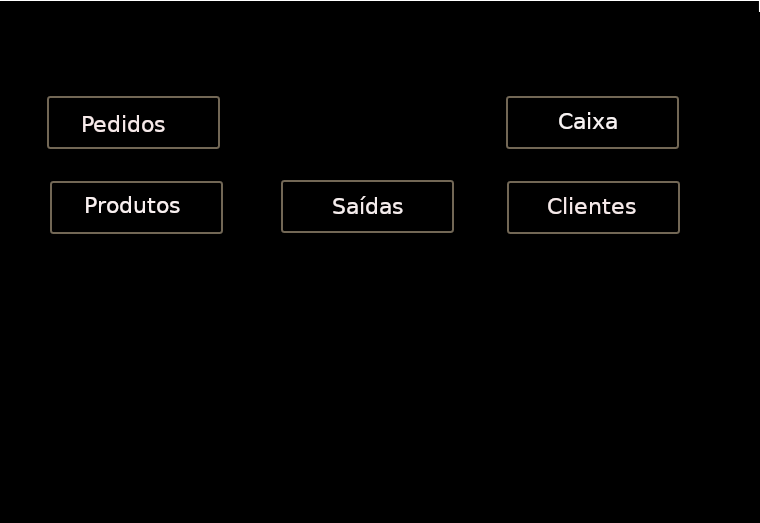 Pedidos
Caixa
Produtos
Saídas
Clientes